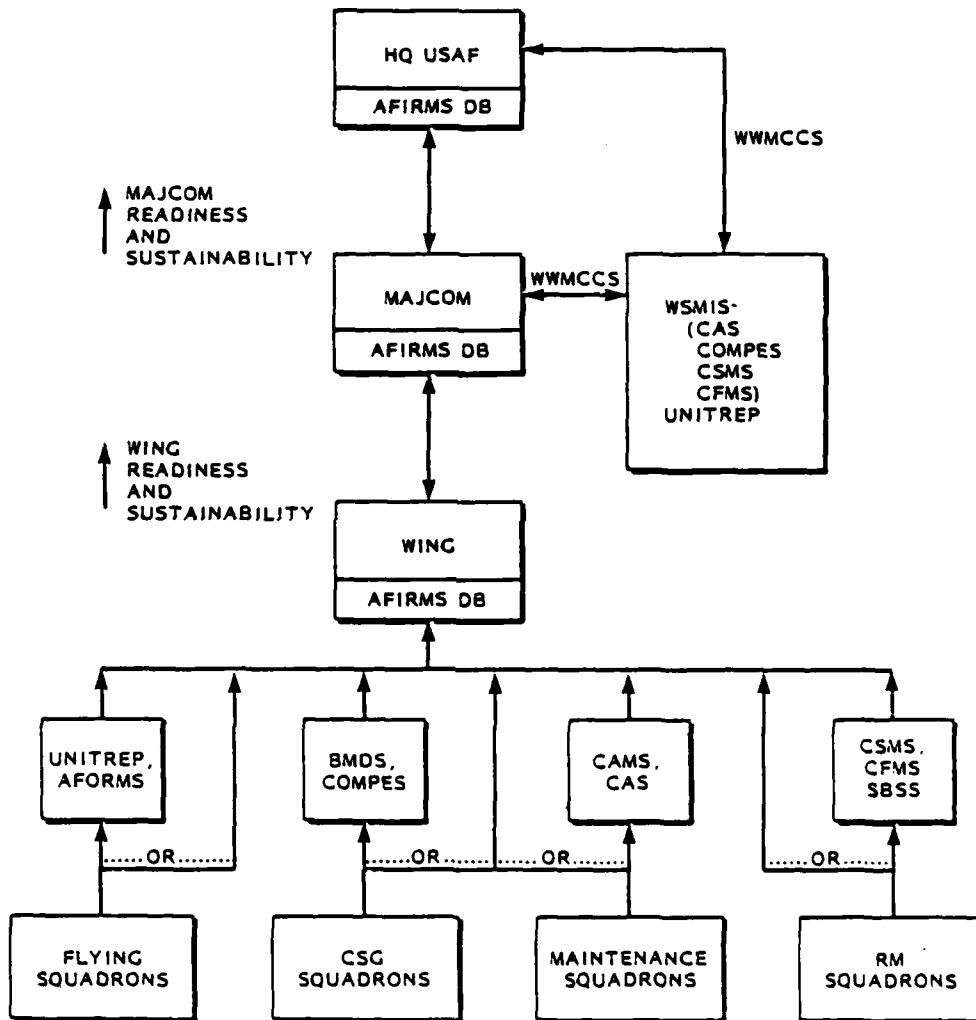 HQ USAF
AFIRMS DB
WWMCCS
MAJCOM
READINESS
AND
SUSTAINABILITY
MAJCOM
AFIRMS DB
WWMCCS
WSMIS-
(CAS
COMPES
CSMS
CFMS)
UNITREP
WING
READINESS
AND
SUSTAINABILITY
WING
AFIRMS DB
UNITREP,
AFORMS
BMDS,
COMPES
CAMS,
CAS
CSMS,
CFMS
SBSS
......OR........
......OR........
......OR........
......OR........
FLYING
SQUADRONS
CSG
SQUADRONS
MAINTENANCE
SQUADRONS
RM
SQUADRONS